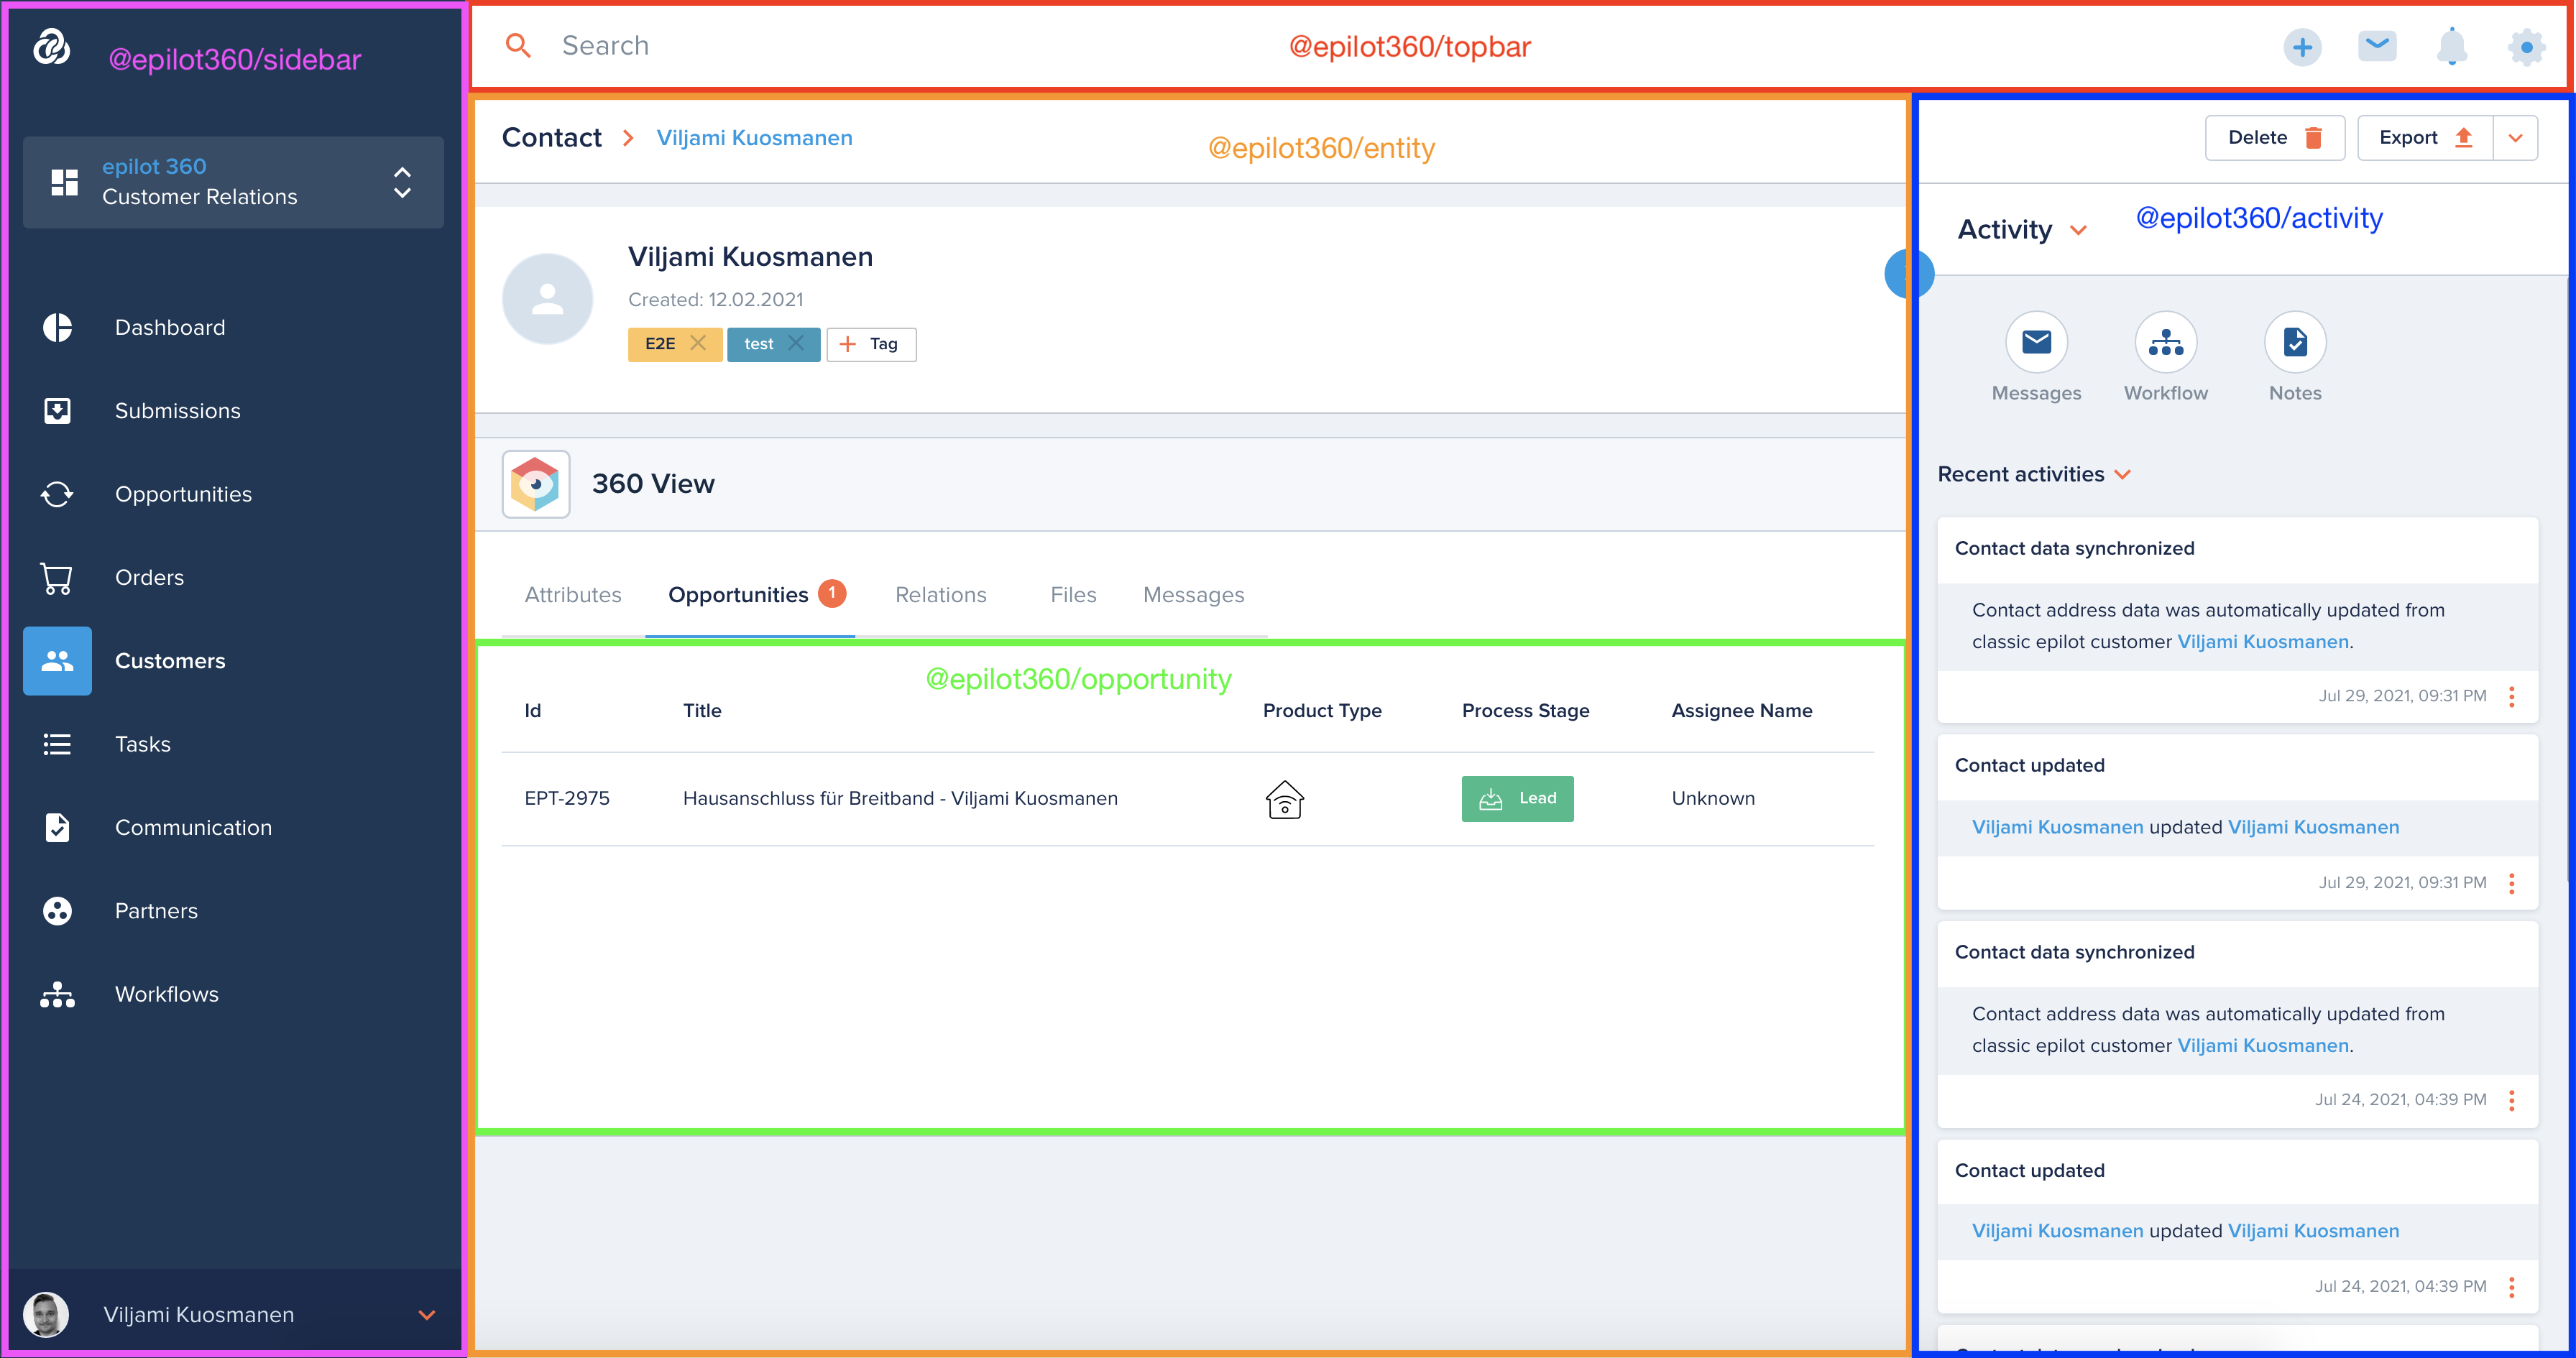 @epilot360/sidebar
epilot 360
Customer Relations
Dashboard
Submissions
Opportunities
Orders
Customers
Tasks
Communication
Partners
Workflows
Viljami Kuosmanen
Search
@epilot360/topbar
Contact > Viljami Kuosmanen
@epilot360/entity
Viljami Kuosmanen
Created: 12.02.2021
E2E test + Tag
360 View
Attributes Opportunities 1 Relations Files Messages
@epilot360/opportunity
Id Title Product Type Process Stage Assignee Name
EPT-2975 Hausanschluss für Breitband - Viljami Kuosmanen Lead Unknown
Delete Export
Activity
@epilot360/activity
Messages Workflow Notes
Recent activities
Contact data synchronized
Contact address data was automatically updated from
classic epilot customer Viljami Kuosmanen.
Jul 29, 2021, 09:31 PM
Contact updated
Viljami Kuosmanen updated Viljami Kuosmanen
Jul 29, 2021, 09:31 PM
Contact data synchronized
Contact address data was automatically updated from
classic epilot customer Viljami Kuosmanen.
Jul 24, 2021, 04:39 PM
Contact updated
Viljami Kuosmanen updated Viljami Kuosmanen
Jul 24, 2021, 04:39 PM